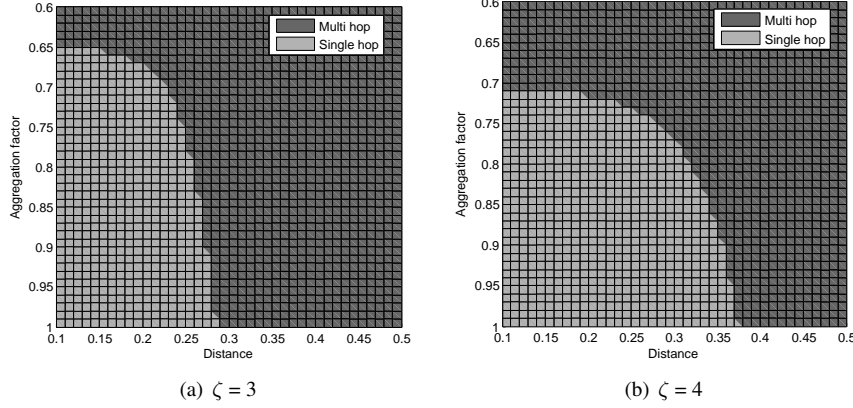 0.6
0.65
0.7
0.75
0.8
0.85
0.9
0.95
1
Aggregation factor
Multi hop
Single hop
0.1 0.15 0.2 0.25 0.3 0.35 0.4 0.45 0.5
Distance
(a) ζ = 3
0.6
0.65
0.7
0.75
0.8
0.85
0.9
0.95
1
Aggregation factor
Multi hop
Single hop
0.1 0.15 0.2 0.25 0.3 0.35 0.4 0.45 0.5
Distance
(b) ζ = 4